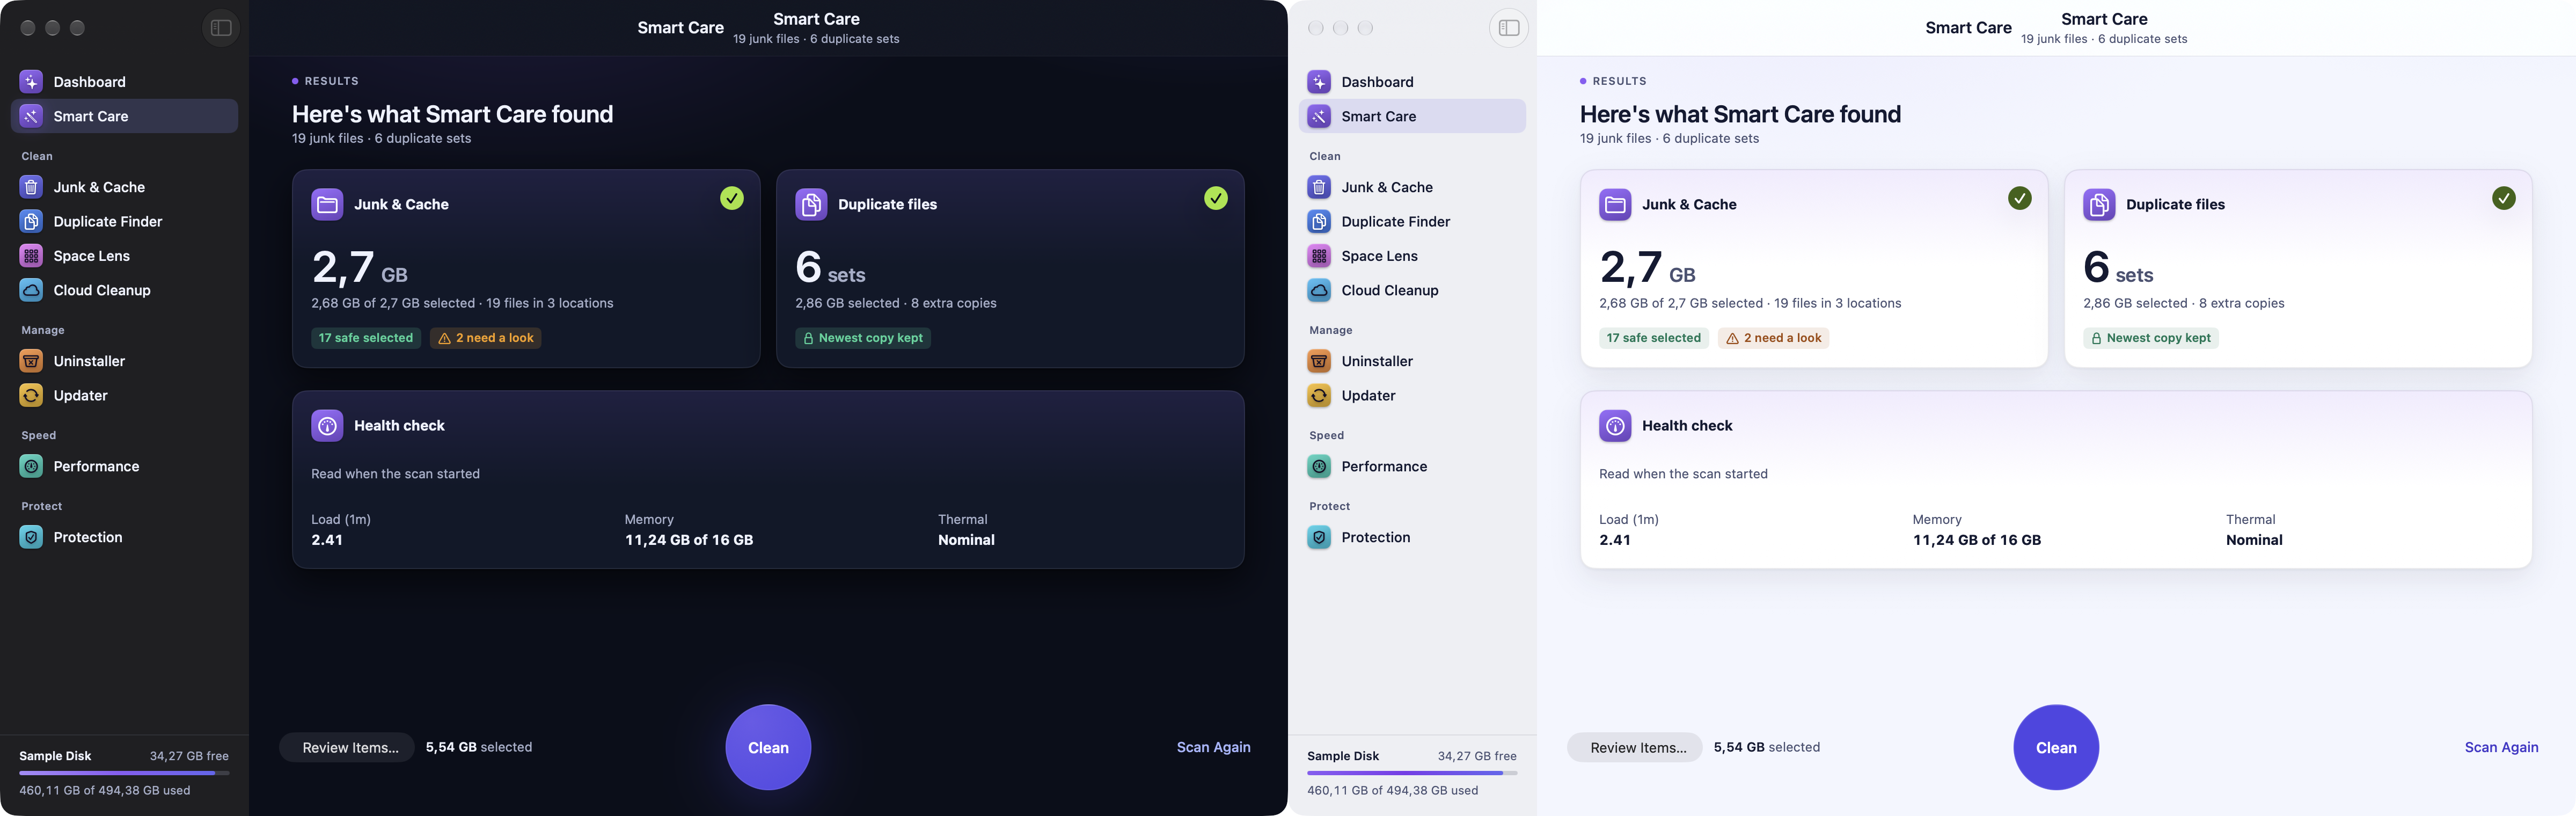 Smart Care
Smart Care
19 junk files · 6 duplicate sets
Dashboard
Smart Care
Clean
Junk & Cache
Duplicate Finder
Space Lens
Cloud Cleanup
Manage
Uninstaller
Updater
Speed
Performance
Protect
Protection
Sample Disk 34,27 GB free
460,11 GB of 494,38 GB used
RESULTS
Here's what Smart Care found
19 junk files · 6 duplicate sets
Junk & Cache
2,7 GB
2,68 GB of 2,7 GB selected · 19 files in 3 locations
17 safe selected 2 need a look
Duplicate files
6 sets
2,86 GB selected · 8 extra copies
Newest copy kept
Health check
Read when the scan started
Load (1m)
2.41
Memory
11,24 GB of 16 GB
Thermal
Nominal
Review Items... 5,54 GB selected
Clean
Scan Again
Smart Care
Smart Care
19 junk files · 6 duplicate sets
Dashboard
Smart Care
Clean
Junk & Cache
Duplicate Finder
Space Lens
Cloud Cleanup
Manage
Uninstaller
Updater
Speed
Performance
Protect
Protection
Sample Disk 34,27 GB free
460,11 GB of 494,38 GB used
RESULTS
Here's what Smart Care found
19 junk files · 6 duplicate sets
Junk & Cache
2,7 GB
2,68 GB of 2,7 GB selected · 19 files in 3 locations
17 safe selected 2 need a look
Duplicate files
6 sets
2,86 GB selected · 8 extra copies
Newest copy kept
Health check
Read when the scan started
Load (1m)
2.41
Memory
11,24 GB of 16 GB
Thermal
Nominal
Review Items... 5,54 GB selected
Clean
Scan Again